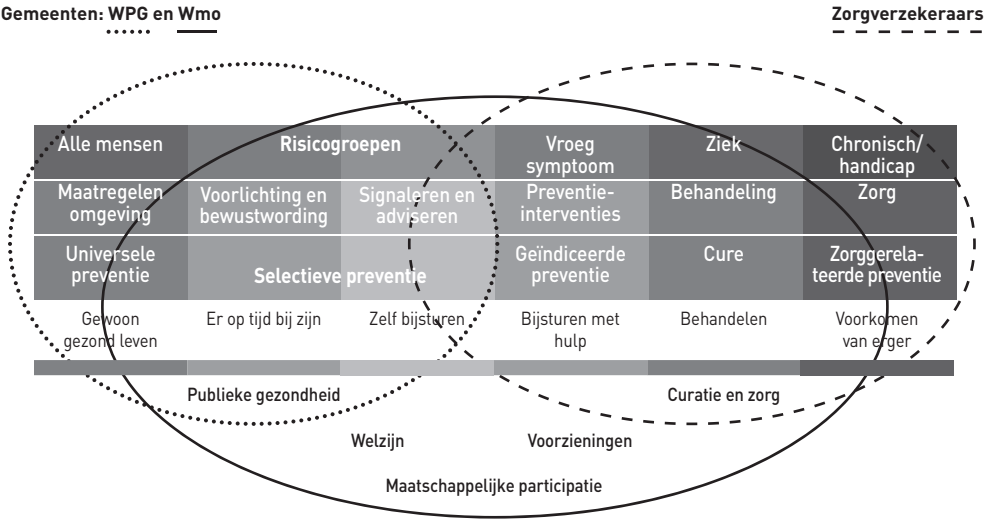 Gemeenten: WPG en Wmo
Zorgverzekeraars
Alle mensen
Risicogroepen
Vroeg
symptoom
Ziek
Chronisch/
handicap
Maatregelen
omgeving
Voorlichting en
bewustwording
Signaleren en
adviseren
Preventie-
interventies
Behandeling
Zorg
Universele
preventie
Selectieve preventie
Geïndiceerde
preventie
Cure
Zorggerela-
teerde preventie
Gewoon
gezond leven
Er op tijd bij zijn
Zelf bijsturen
Bijsturen met
hulp
Behandelen
Voorkomen
van erger
Publieke gezondheid
Curatie en zorg
Welzijn
Voorzieningen
Maatschappelijke participatie